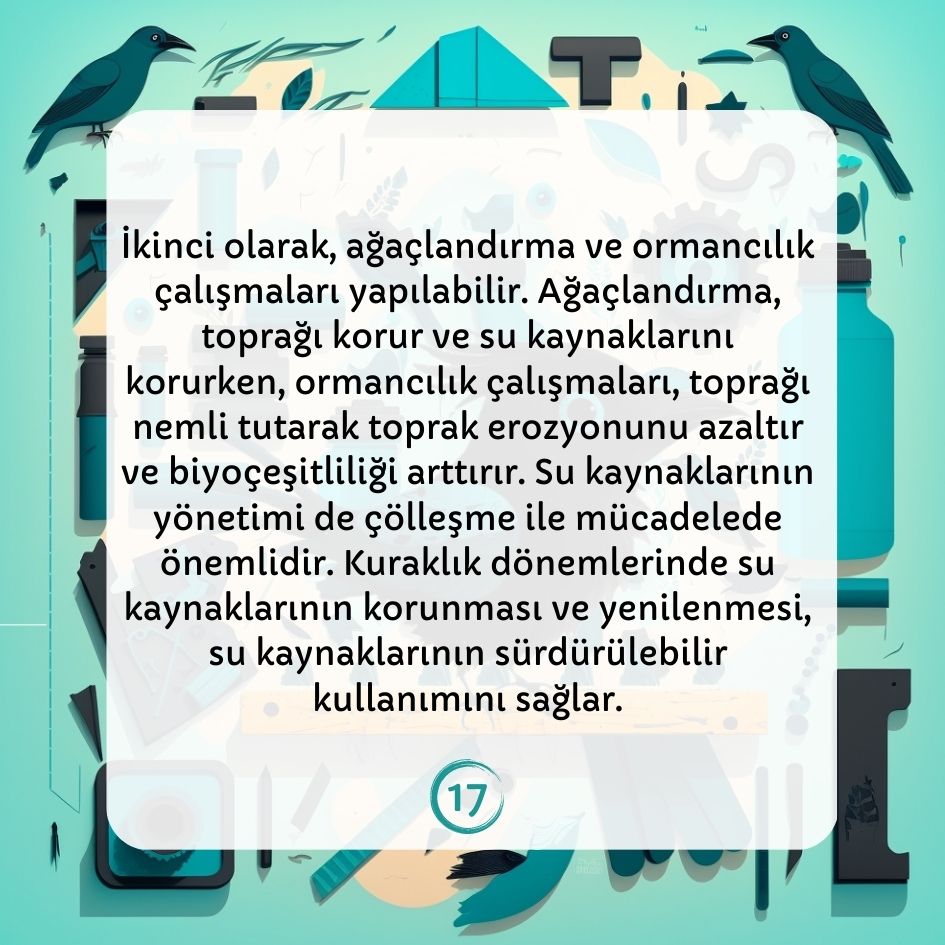 İkinci olarak, ağaçlandırma ve ormancılık
çalışmaları yapılabilir. Ağaçlandırma,
toprağı korur ve su kaynaklarını
korurken, ormancılık çalışmaları, toprağı
nemli tutarak toprak erozyonunu azaltır
ve biyoçeşitliliği arttırır. Su kaynaklarının
yönetimi de çölleşme ile mücadelede
önemlidir. Kuraklık dönemlerinde su
kaynaklarının korunması ve yenilenmesi,
su kaynaklarının sürdürülebilir
kullanımını sağlar.
17